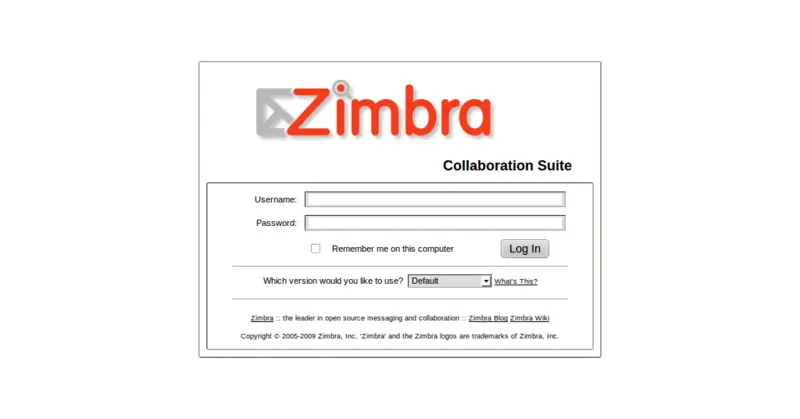 Zimbra
Collaboration Suite
Username:
Password:
Remember me on this computer
Log In
Which version would you like to use? Default What's This?
Zimbra :: the leader in open source messaging and collaboration :: Zimbra Blog Zimbra Wiki
Copyright © 2005-2009 Zimbra, Inc. 'Zimbra' and the Zimbra logos are trademarks of Zimbra, Inc.